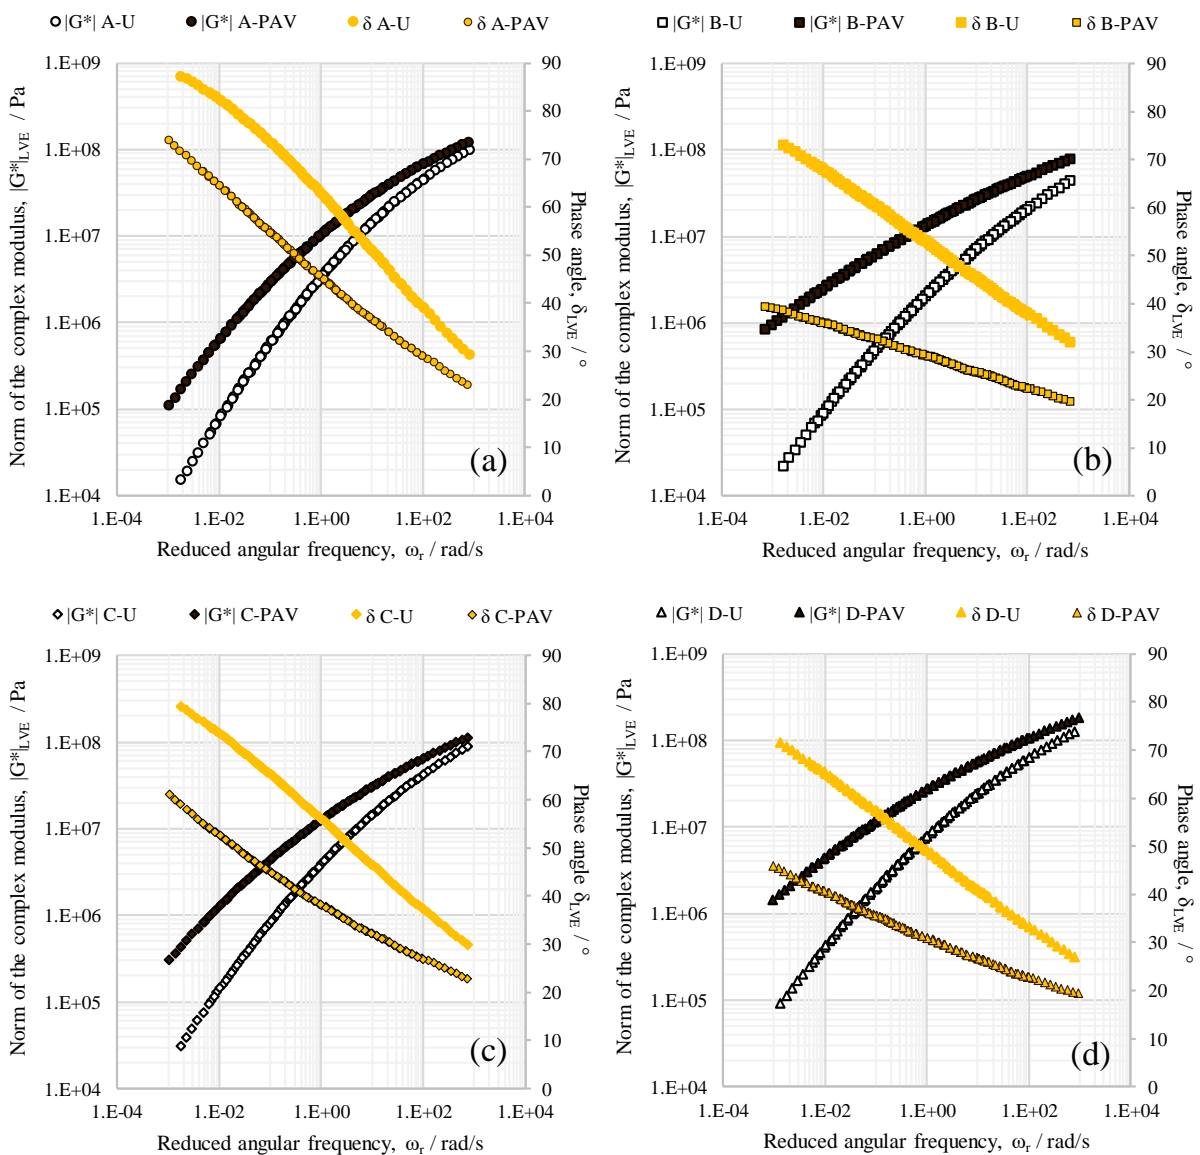 |G*| A-U |G*| A-PAV δ A-U δ A-PAV
1.E+09
1.E+08
1.E+07
1.E+06
1.E+05
1.E+04
90
80
70
60
50
40
30
20
10
0
1.E-04 1.E-02 1.E+00 1.E+02 1.E+04
Norm of the complex modulus, |G*|LVE / Pa
Phase angle, δLVE / °
Reduced angular frequency, ωr / rad/s
(a)
|G*| B-U |G*| B-PAV δ B-U δ B-PAV
1.E+09
1.E+08
1.E+07
1.E+06
1.E+05
1.E+04
90
80
70
60
50
40
30
20
10
0
1.E-04 1.E-02 1.E+00 1.E+02 1.E+04
Norm of the complex modulus, |G*|LVE / Pa
Phase angle, δLVE / °
Reduced angular frequency, ωr / rad/s
(b)
|G*| C-U |G*| C-PAV δ C-U δ C-PAV
1.E+09
1.E+08
1.E+07
1.E+06
1.E+05
1.E+04
90
80
70
60
50
40
30
20
10
0
1.E-04 1.E-02 1.E+00 1.E+02 1.E+04
Norm of the complex modulus, |G*|LVE / Pa
Phase angle δLVE / °
Reduced angular frequency, ωr / rad/s
(c)
|G*| D-U |G*| D-PAV δ D-U δ D-PAV
1.E+09
1.E+08
1.E+07
1.E+06
1.E+05
1.E+04
90
80
70
60
50
40
30
20
10
0
1.E-04 1.E-02 1.E+00 1.E+02 1.E+04
Norm of the complex modulus, |G*|LVE / Pa
Phase angle, δLVE / °
Reduced angular frequency, ωr / rad/s
(d)